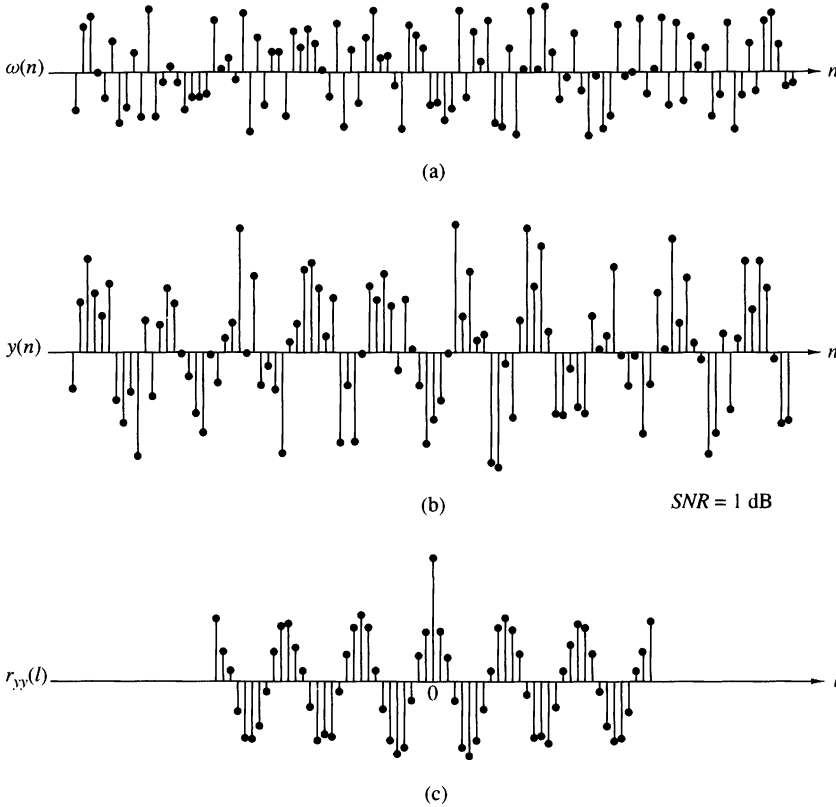 ω(n)
n
(a)
y(n)
n
(b)
SNR = 1 dB
r_yy(l)
0
l
(c)